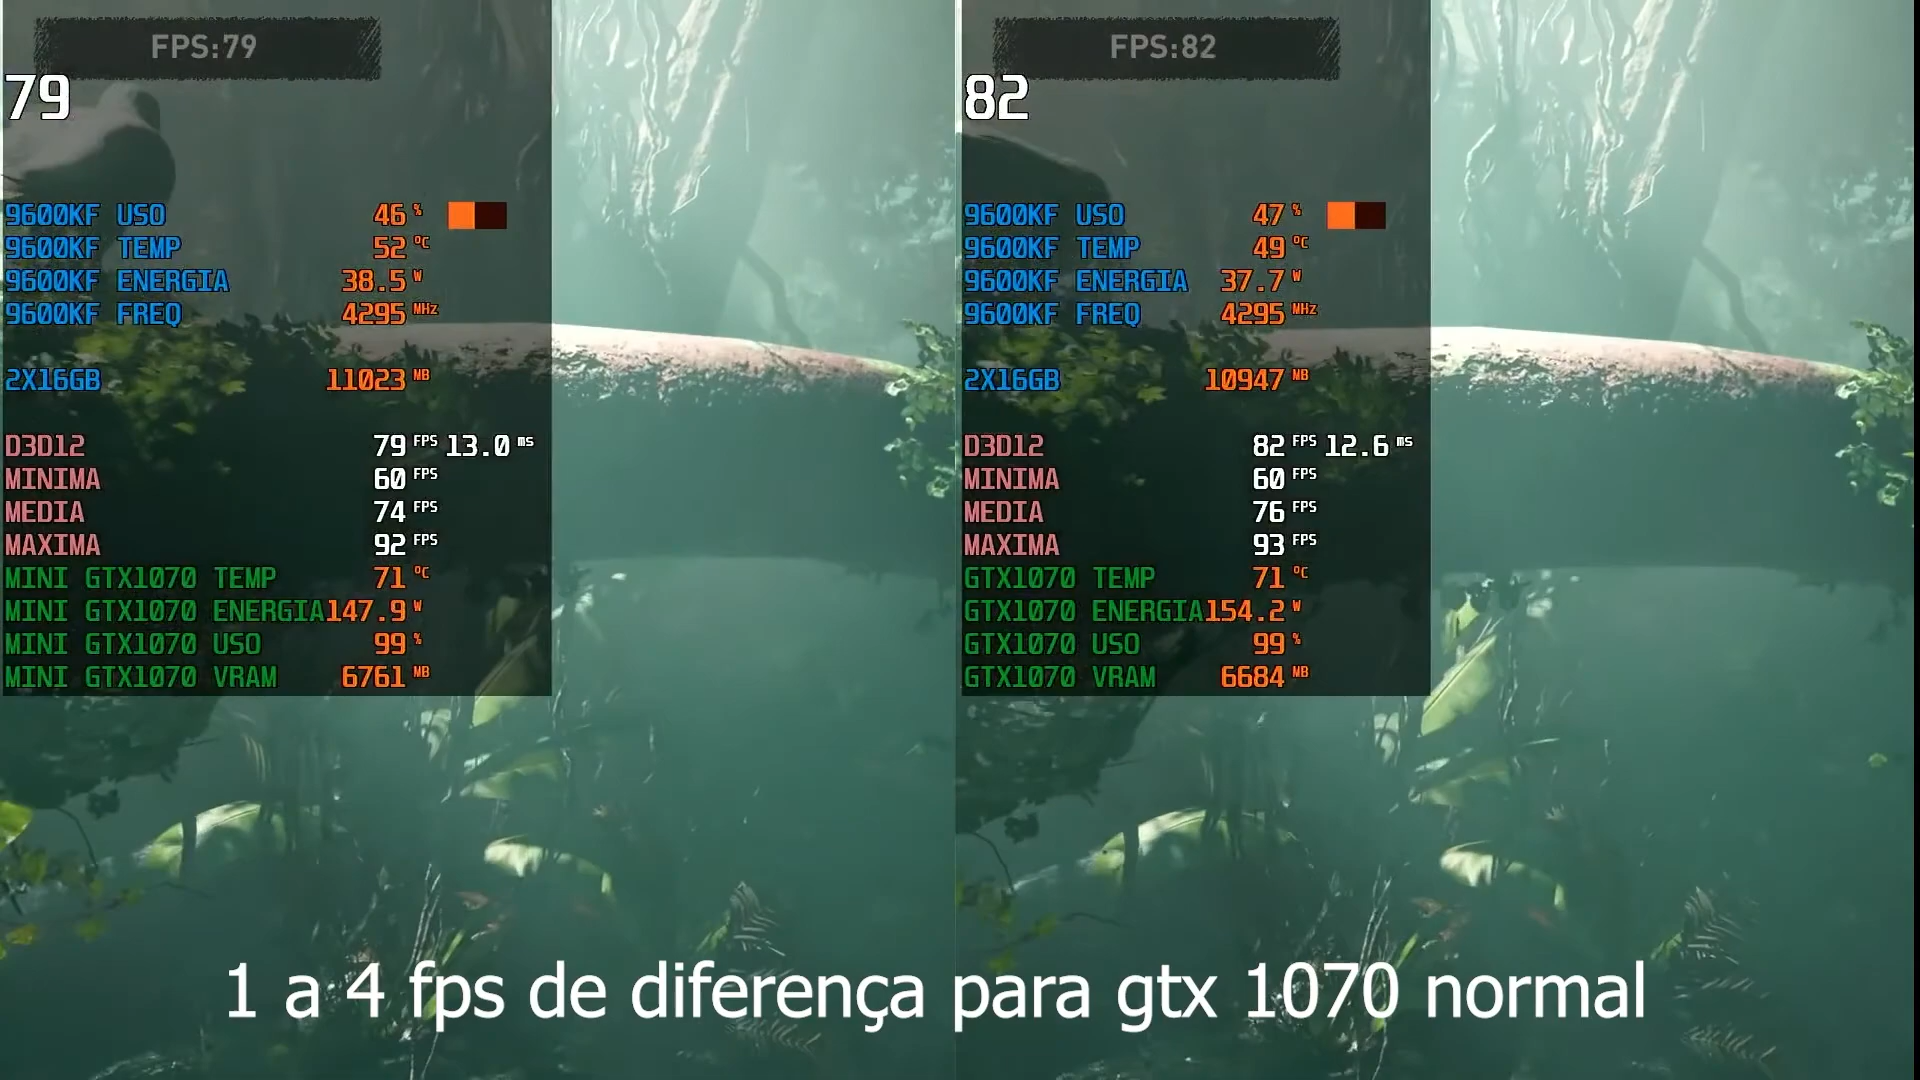 FPS:79
79
9600KF USO 46 %
9600KF TEMP 52 °C
9600KF ENERGIA 38.5 W
9600KF FREQ 4295 MHz
2X16GB 11023 MB
D3D12 79 FPS 13.0 ms
MINIMA 60 FPS
MEDIA 74 FPS
MAXIMA 92 FPS
MINI GTX1070 TEMP 71 °C
MINI GTX1070 ENERGIA 147.9 W
MINI GTX1070 USO 99 %
MINI GTX1070 VRAM 6761 MB
FPS:82
82
9600KF USO 47 %
9600KF TEMP 49 °C
9600KF ENERGIA 37.7 W
9600KF FREQ 4295 MHz
2X16GB 10947 MB
D3D12 82 FPS 12.6 ms
MINIMA 60 FPS
MEDIA 76 FPS
MAXIMA 93 FPS
GTX1070 TEMP 71 °C
GTX1070 ENERGIA 154.2 W
GTX1070 USO 99 %
GTX1070 VRAM 6684 MB
1 a 4 fps de diferença para gtx 1070 normal